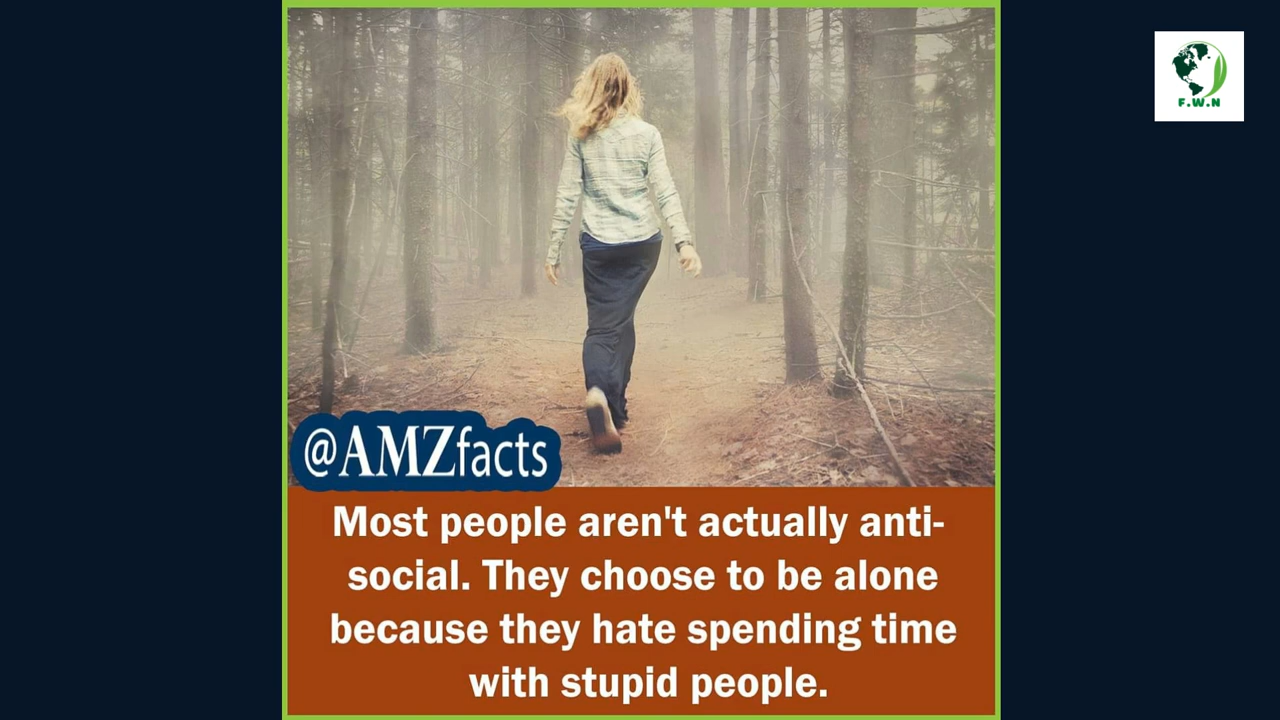 F.W.N
@AMZfacts
Most people aren't actually anti-
social. They choose to be alone
because they hate spending time
with stupid people.